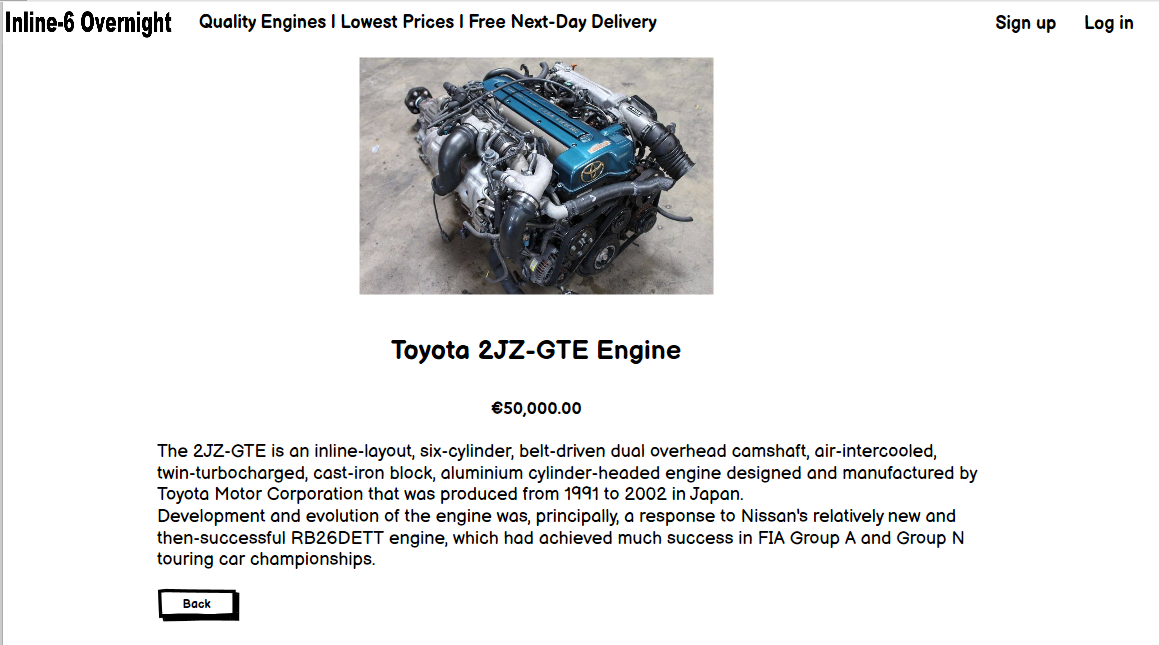 Inline-6 Overnight
Quality Engines I Lowest Prices I Free Next-Day Delivery
Sign up
Log in
Toyota 2JZ-GTE Engine
€50,000.00
The 2JZ-GTE is an inline-layout, six-cylinder, belt-driven dual overhead camshaft, air-intercooled,
twin-turbocharged, cast-iron block, aluminium cylinder-headed engine designed and manufactured by
Toyota Motor Corporation that was produced from 1991 to 2002 in Japan.
Development and evolution of the engine was, principally, a response to Nissan's relatively new and
then-successful RB26DETT engine, which had achieved much success in FIA Group A and Group N
touring car championships.
Back